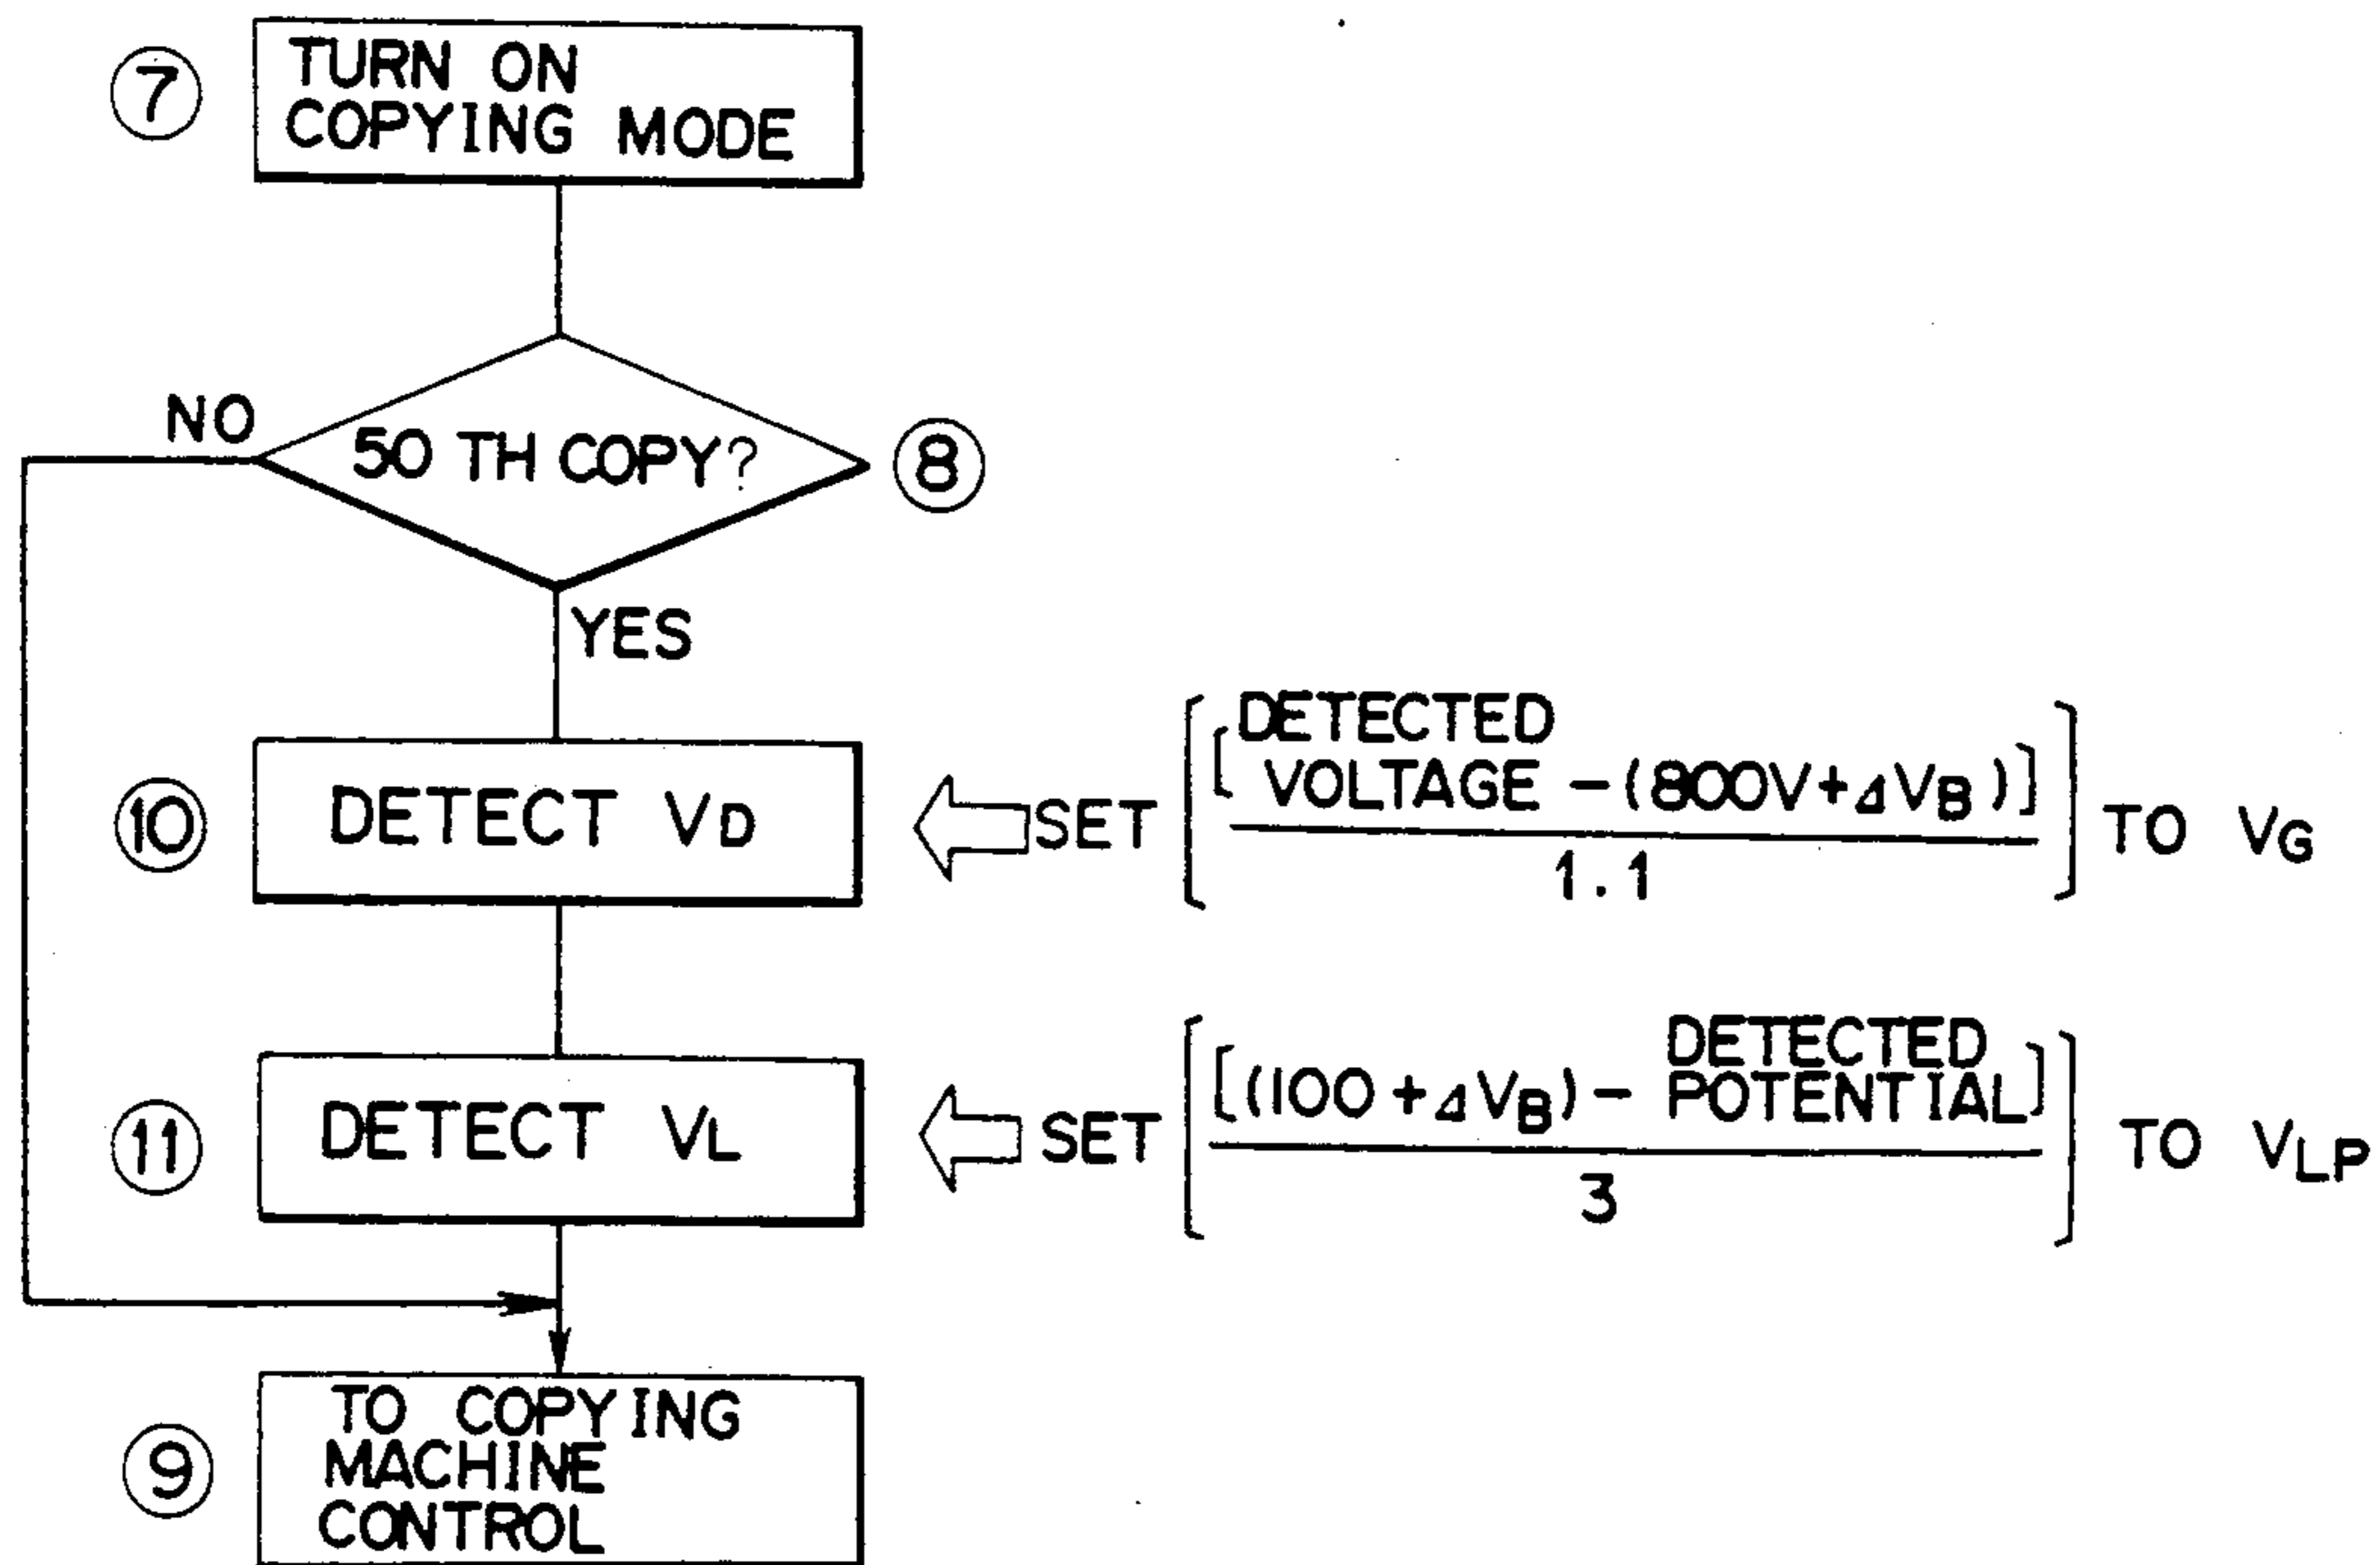 ⑦
TURN ON
COPYING MODE
NO
50 TH COPY?
⑧
YES
⑩
DETECT VD
SET
[DETECTED
VOLTAGE -(800V+ΔVB)]
1.1
TO VG
⑪
DETECT VL
SET
[(100+ΔVB)- DETECTED
POTENTIAL]
3
TO VLP
⑨
TO COPYING
MACHINE
CONTROL